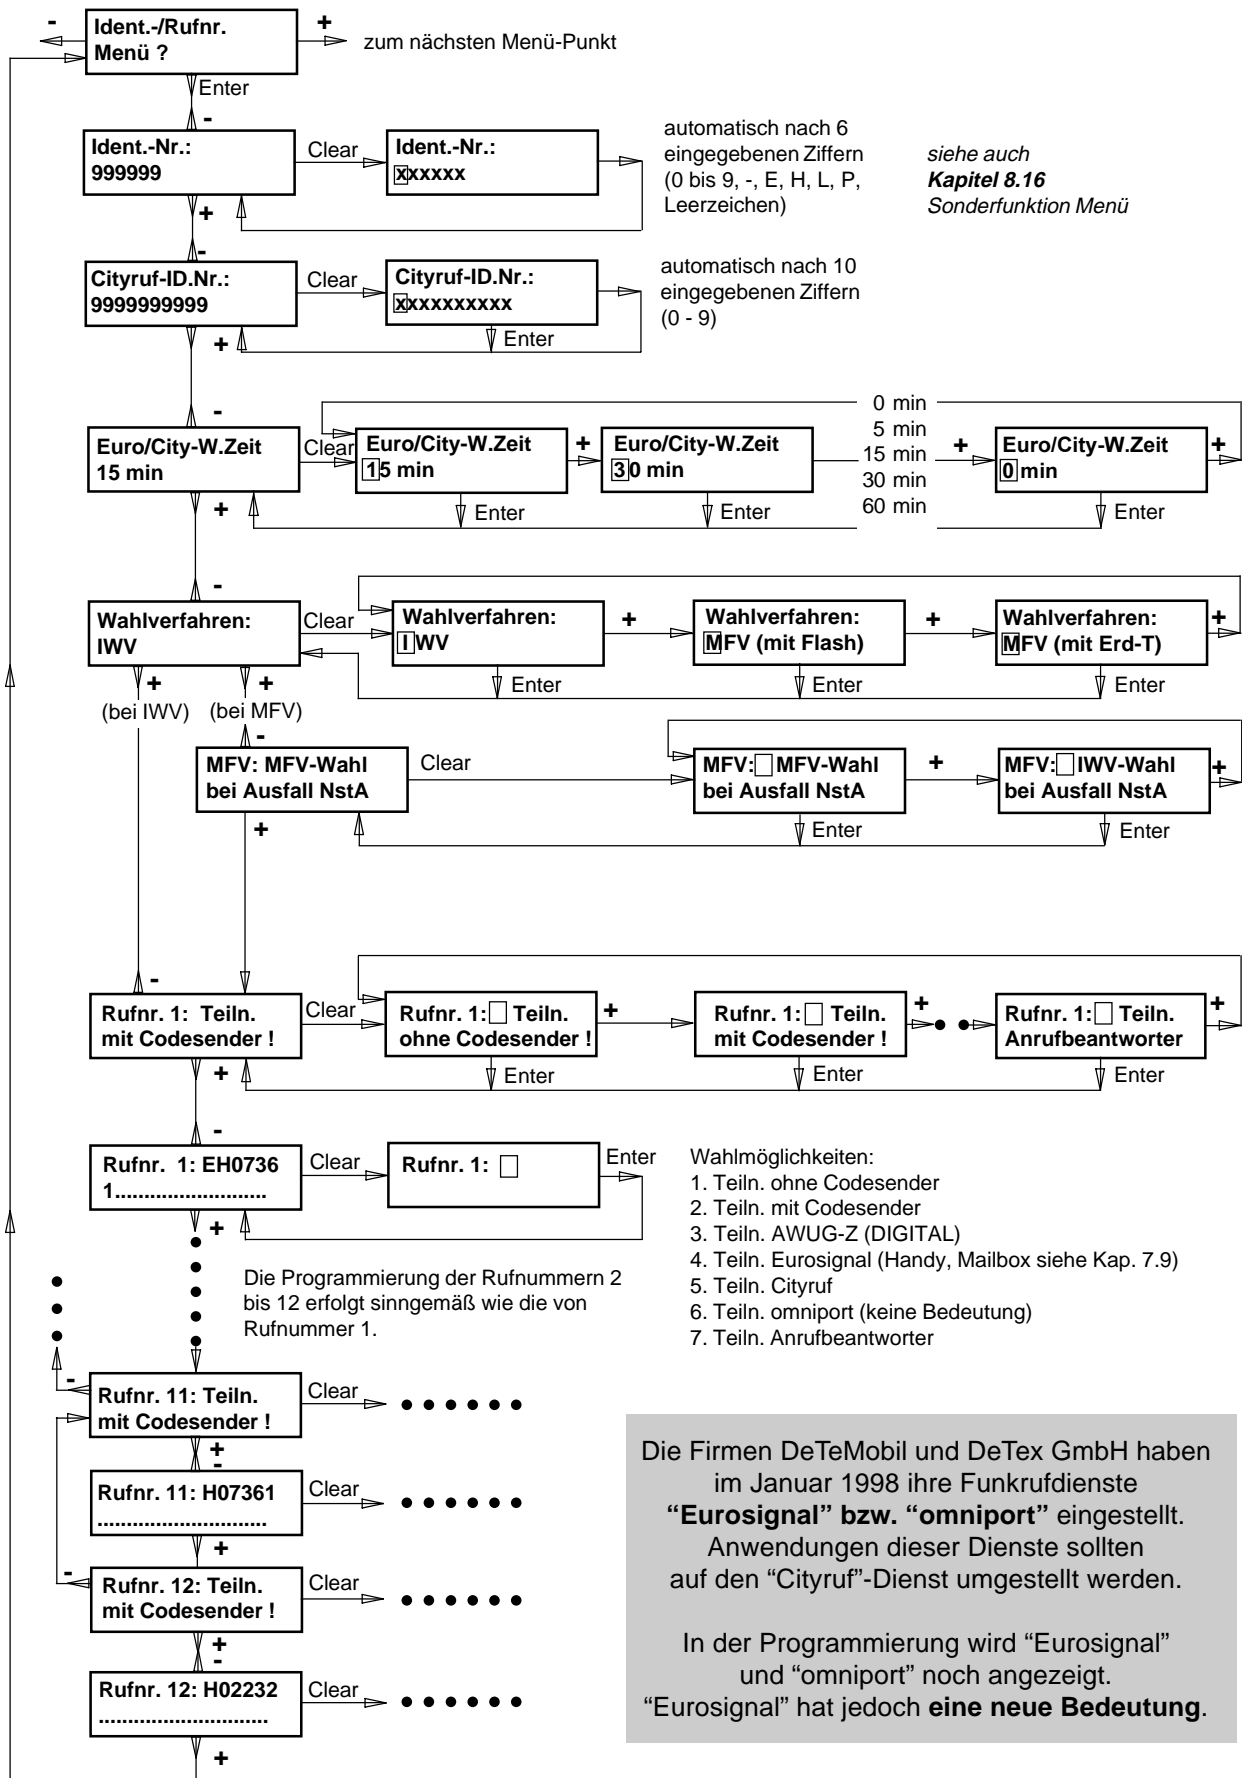 -
Ident.-/Rufnr.
Menü ?
+
zum nächsten Menü-Punkt
Enter
-
Ident.-Nr.:
999999
Clear
Ident.-Nr.:
xxxxxx
automatisch nach 6
eingegebenen Ziffern
(0 bis 9, -, E, H, L, P,
Leerzeichen)
siehe auch
Kapitel 8.16
Sonderfunktion Menü
+
-
Cityruf-ID.Nr.:
9999999999
Clear
Cityruf-ID.Nr.:
xxxxxxxxxx
automatisch nach 10
eingegebenen Ziffern
(0 - 9)
+
Enter
-
Euro/City-W.Zeit
15 min
Clear
Euro/City-W.Zeit
15 min
+
Euro/City-W.Zeit
30 min
0 min
5 min
15 min
30 min
60 min
+
Euro/City-W.Zeit
0 min
+
+
Enter
Enter
Enter
-
Wahlverfahren:
IWV
Clear
Wahlverfahren:
IWV
+
Wahlverfahren:
MFV (mit Flash)
+
Wahlverfahren:
MFV (mit Erd-T)
+
Enter
Enter
Enter
+
(bei IWV)
+
(bei MFV)
-
MFV: MFV-Wahl
bei Ausfall NstA
Clear
MFV: MFV-Wahl
bei Ausfall NstA
+
MFV: IWV-Wahl
bei Ausfall NstA
+
+
Enter
Enter
-
Rufnr. 1: Teiln.
mit Codesender !
Clear
Rufnr. 1: Teiln.
ohne Codesender !
+
Rufnr. 1: Teiln.
mit Codesender !
+
Rufnr. 1: Teiln.
Anrufbeantworter
+
+
Enter
Enter
Enter
-
Rufnr. 1: EH0736
1...........................
Clear
Rufnr. 1:
Enter
+
Wahlmöglichkeiten:
1. Teiln. ohne Codesender
2. Teiln. mit Codesender
3. Teiln. AWUG-Z (DIGITAL)
4. Teiln. Eurosignal (Handy, Mailbox siehe Kap. 7.9)
5. Teiln. Cityruf
6. Teiln. omniport (keine Bedeutung)
7. Teiln. Anrufbeantworter
Die Programmierung der Rufnummern 2
bis 12 erfolgt sinngemäß wie die von
Rufnummer 1.
-
Rufnr. 11: Teiln.
mit Codesender !
Clear
+
-
Rufnr. 11: H07361
.............................
Clear
+
-
Rufnr. 12: Teiln.
mit Codesender !
Clear
+
-
Rufnr. 12: H02232
.............................
Clear
+
Die Firmen DeTeMobil und DeTex GmbH haben
im Januar 1998 ihre Funkrufdienste
“Eurosignal” bzw. “omniport” eingestellt.
Anwendungen dieser Dienste sollten
auf den “Cityruf”-Dienst umgestellt werden.
In der Programmierung wird “Eurosignal”
und “omniport” noch angezeigt.
“Eurosignal” hat jedoch eine neue Bedeutung.